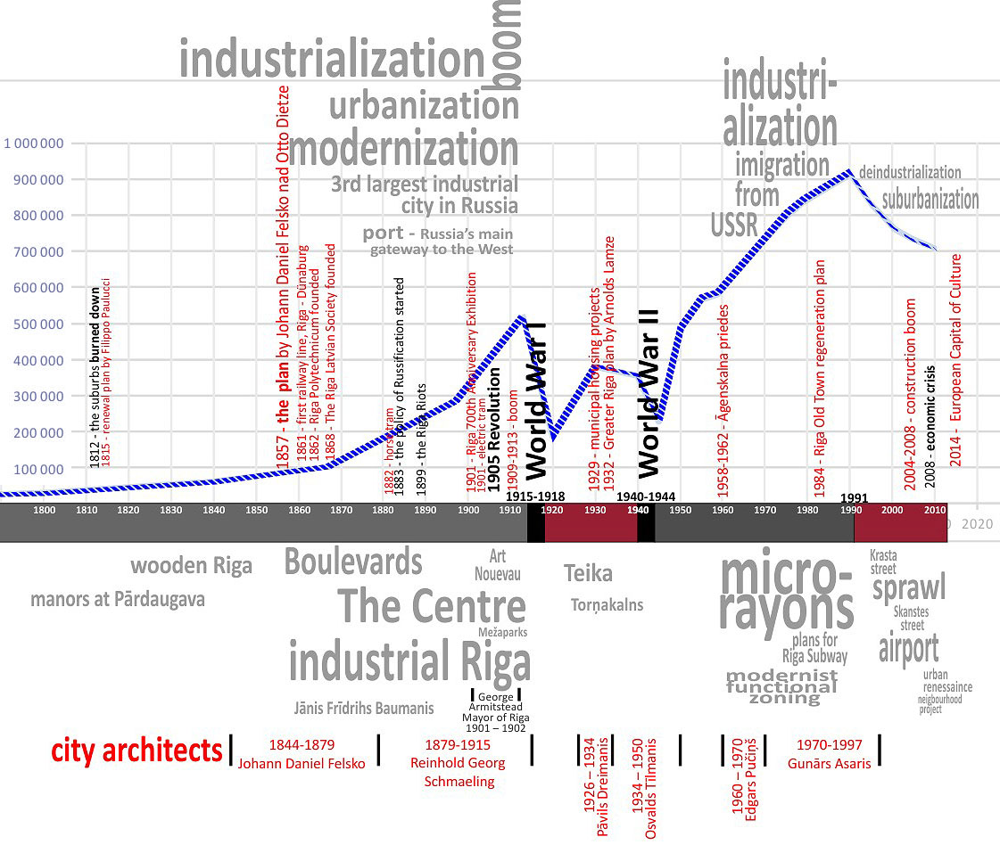 boom
industrialization
urbanization
modernization
3rd largest industrial
city in Russia
port - Russia's main
gateway to the West
industri-
alization
imigration
from
USSR
deindustrialization
suburbanization
1 000 000
900 000
800 000
700 000
600 000
500 000
400 000
300 000
200 000
100 000
1812 - the suburbs burned down
1815 - renewal plan by Filippo Paulucci
1857 - the plan by Johann Daniel Felsko nad Otto Dietze
1861 - first railway line, Riga - Dünaburg
1862 - Riga Polytechnicum founded
1868 - The Riga Latvian Society founded
1882 - horse tram
1883 - the policy of Russification started
1899 - the Riga Riots
1901 - Riga 700th Anniversary Exhibition
1901 - electric tram
1905 Revolution
1909-1913 - boom
World War I
1915-1918
1929 - municipal housing projects
1932 - Greater Riga plan by Arnolds Lamze
World War II
1940-1944
1958-1962 - Āgenskalna priedes
1984 - Riga Old Town regeneration plan
1991
2004-2008 - construction boom
2008 - economic crisis
2014 - European Capital of Culture
1800 1810 1820 1830 1840 1850 1860 1870 1880 1890 1900 1910 1920 1930 1940 1950 1960 1970 1980 1990 2000 2010 2020
wooden Riga
manors at Pārdaugava
Boulevards
The Centre
Art
Nouevau
Mežaparks
industrial Riga
Jānis Frīdrihs Baumanis
George
Armitstead
Mayor of Riga
1901 – 1902
Teika
Torņakalns
micro-
rayons
plans for
Riga Subway
modernist
functional
zoning
Krasta
street
sprawl
Skanstes
street
airport
urban
renessaince
neigbourhood
project
city architects
1844-1879
Johann Daniel Felsko
1879-1915
Reinhold Georg
Schmaeling
1926 – 1934
Pāvils Dreimanis
1934 – 1950
Osvalds Tīlmanis
1960 – 1970
Edgars Pučiņš
1970-1997
Gunārs Asaris